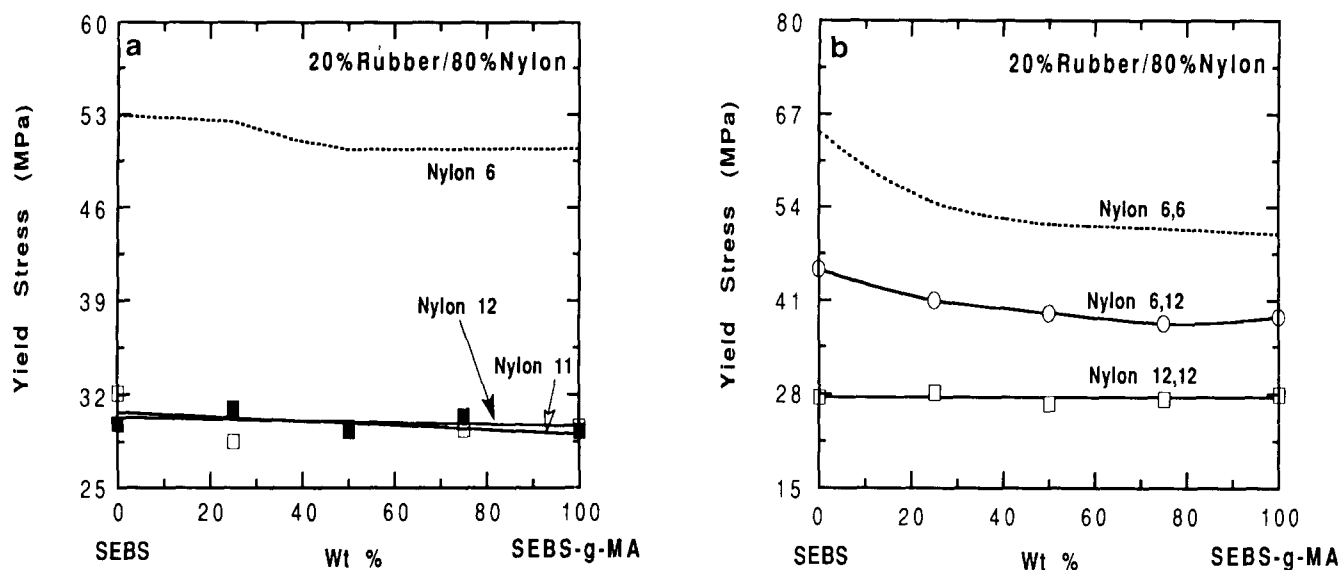 a
20%Rubber/80%Nylon
Yield Stress (MPa)
60
53
46
39
32
25
Nylon 6
Nylon 12
Nylon 11
0
20
40
60
80
100
SEBS
Wt %
SEBS-g-MA
b
20%Rubber/80%Nylon
Yield Stress (MPa)
80
67
54
41
28
15
Nylon 6,6
Nylon 6,12
Nylon 12,12
0
20
40
60
80
100
SEBS
Wt %
SEBS-g-MA